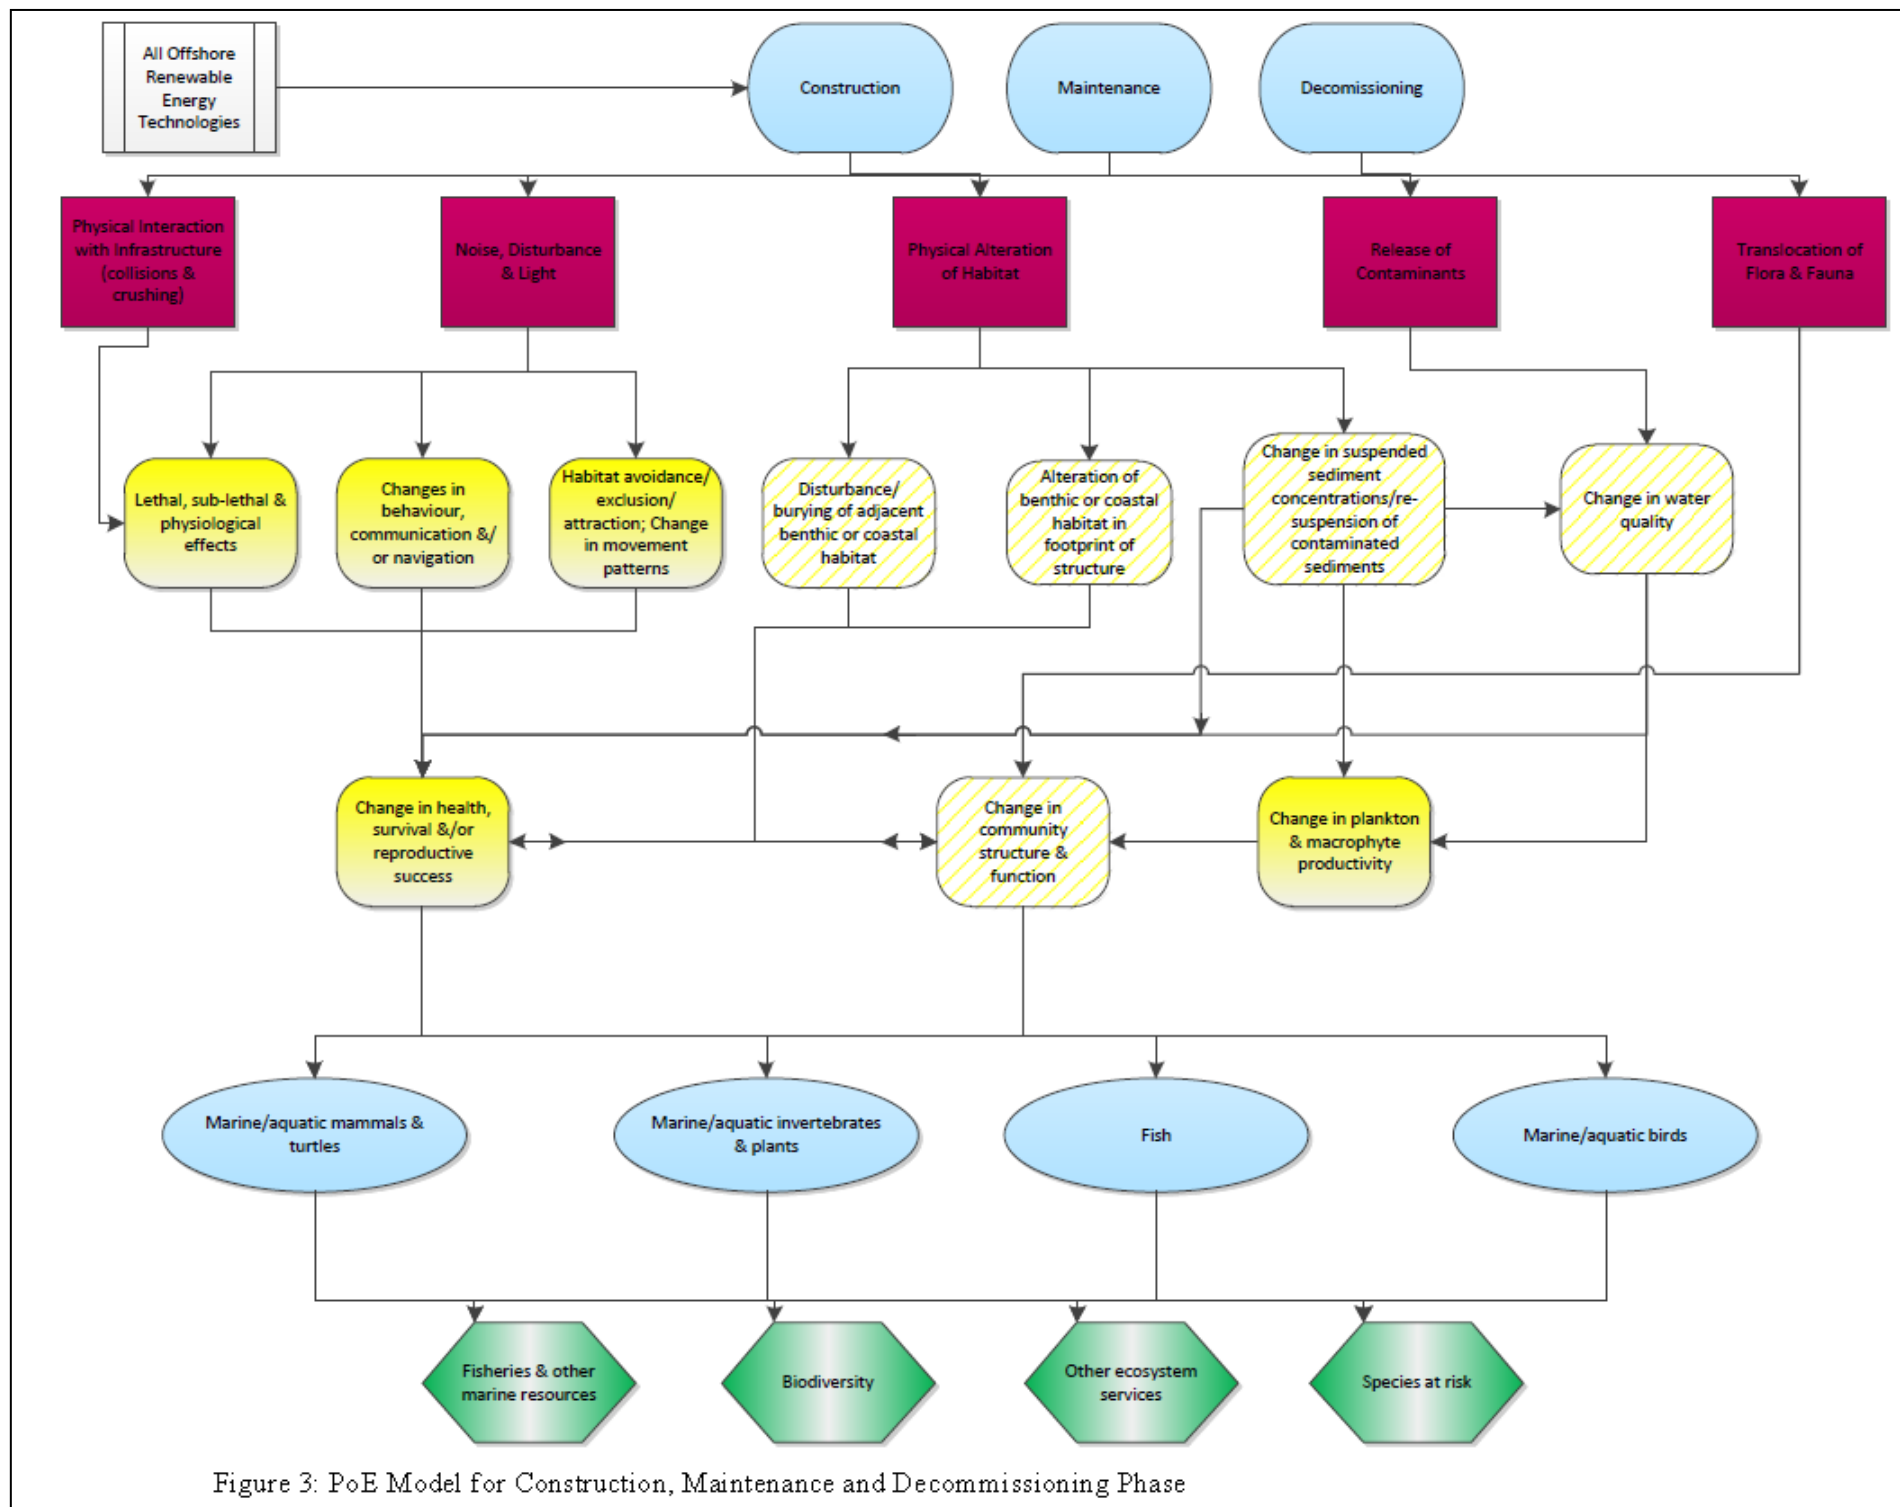 All Offshore
Renewable
Energy
Technologies
Construction
Maintenance
Decomissioning
Physical Interaction
with Infrastructure
(collisions &
crushing)
Noise, Disturbance
& Light
Physical Alteration
of Habitat
Release of
Contaminants
Translocation of
Flora & Fauna
Lethal, sub-lethal &
physiological
effects
Changes in
behaviour,
communication &/
or navigation
Habitat avoidance/
exclusion/
attraction; Change
in movement
patterns
Disturbance/
burying of adjacent
benthic or coastal
habitat
Alteration of
benthic or coastal
habitat in
footprint of
structure
Change in suspended
sediment
concentrations/re-
suspension of
contaminated
sediments
Change in water
quality
Change in health,
survival &/or
reproductive
success
Change in
community
structure &
function
Change in plankton
& macrophyte
productivity
Marine/aquatic mammals &
turtles
Marine/aquatic invertebrates
& plants
Fish
Marine/aquatic birds
Fisheries & other
marine resources
Biodiversity
Other ecosystem
services
Species at risk
Figure 3: PoE Model for Construction, Maintenance and Decommissioning Phase